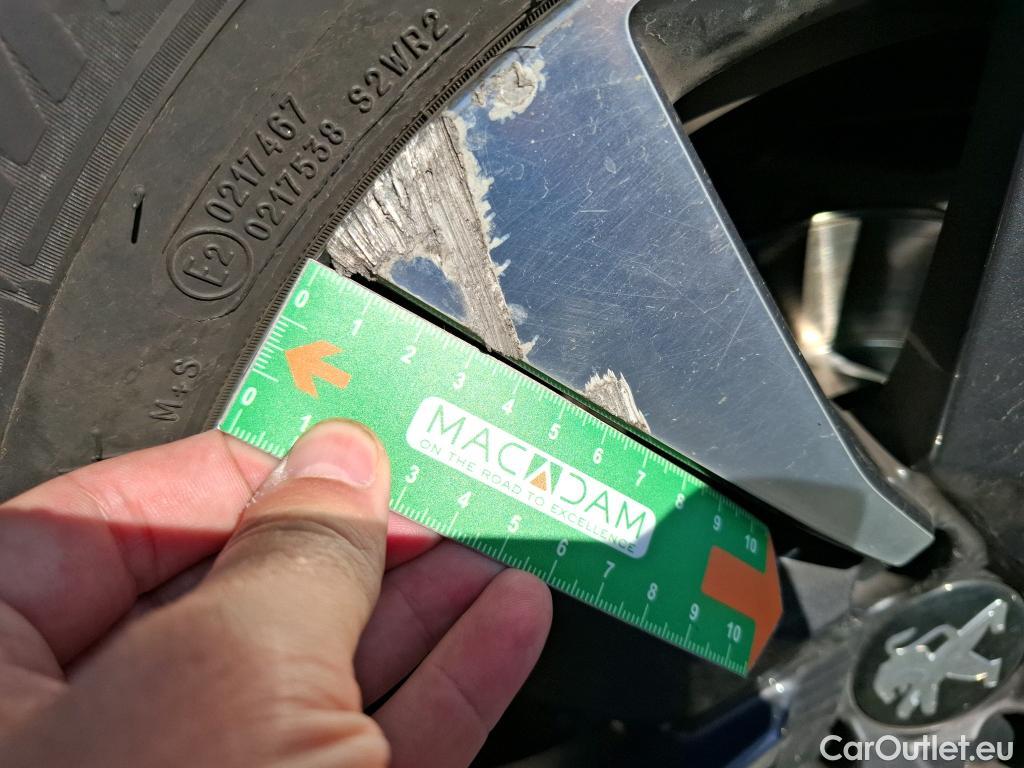 0217467
0217538 S2WR2
E2
M+S
0 1 2 3 4 5 6 7 8 9 10
MACADAM
ON THE ROAD TO EXCELLENCE
0 1 3 4 5 6 7 8 9 10
CarOutlet.eu